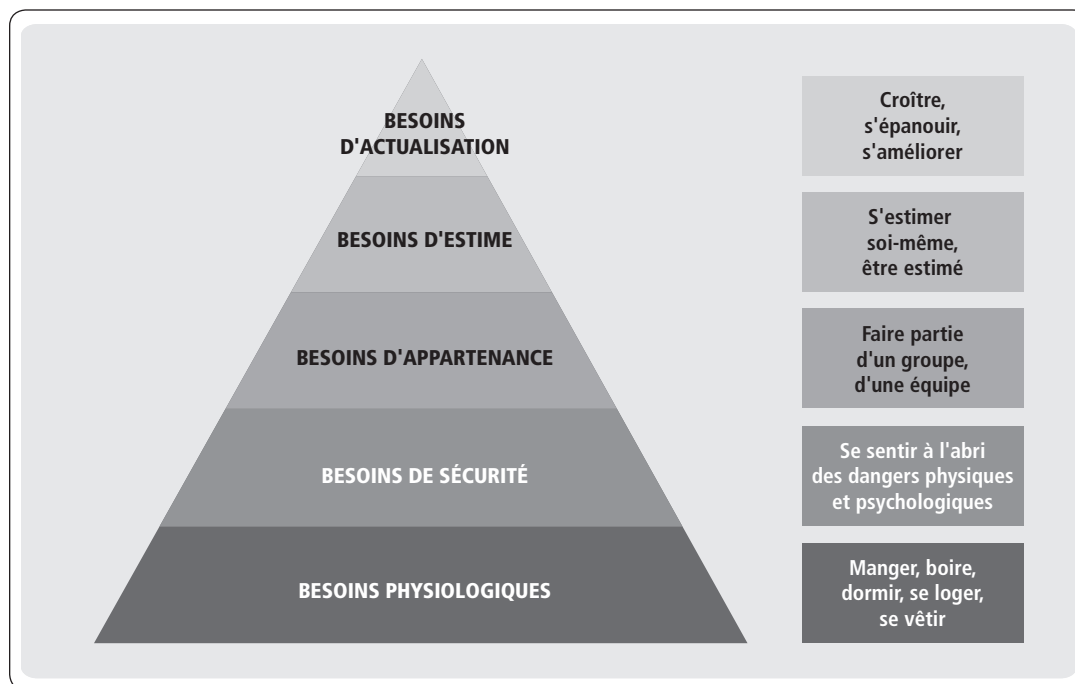 BESOINS
D'ACTUALISATION
Croître,
s'épanouir,
s'améliorer
BESOINS D'ESTIME
S'estimer
soi-même,
être estimé
BESOINS D'APPARTENANCE
Faire partie
d'un groupe,
d'une équipe
BESOINS DE SÉCURITÉ
Se sentir à l'abri
des dangers physiques
et psychologiques
BESOINS PHYSIOLOGIQUES
Manger, boire,
dormir, se loger,
se vêtir